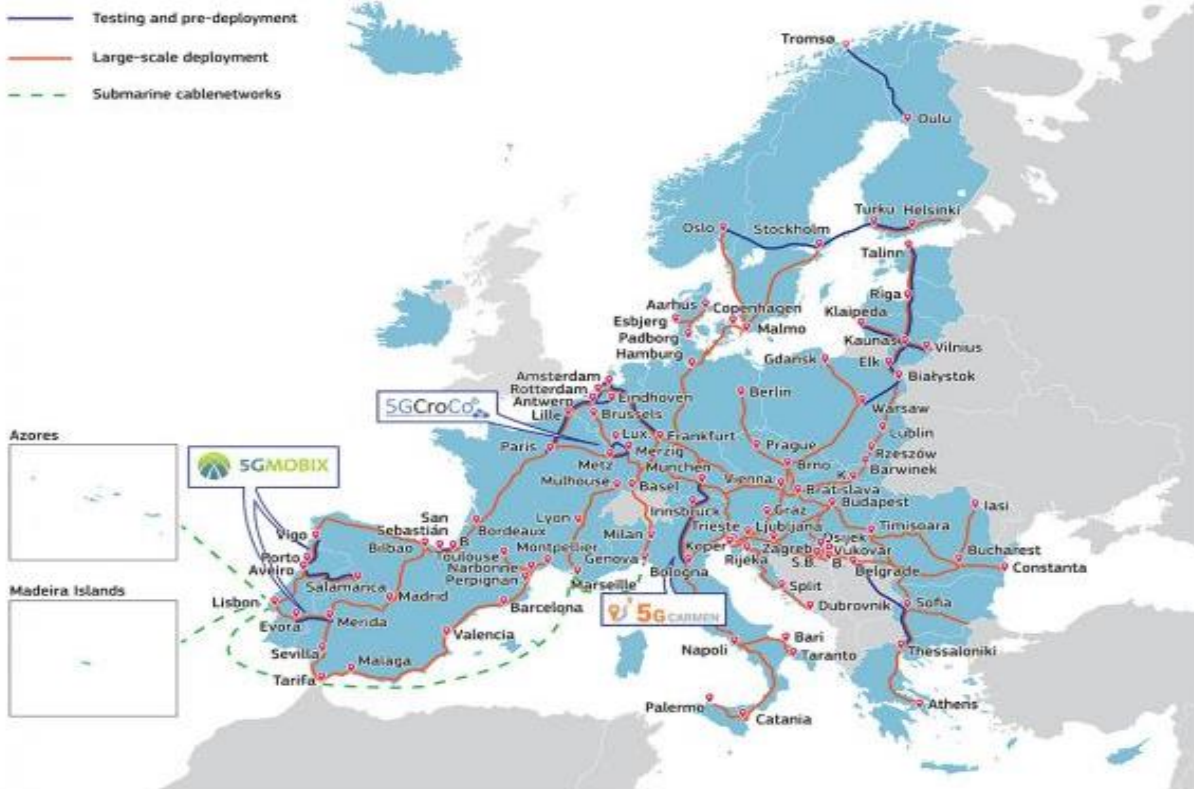 Testing and pre-deployment
Large-scale deployment
Submarine cablenetworks
Tromsø
Oulu
Turku Helsinki
Oslo Stockholm
Talinn
Riga
Aarhus Copenhagen
Klaipeda
Esbjerg
Malmo
Padborg
Kaunas Vilnius
Hamburg
Gdansk Elk
Białystok
Amsterdam
Rotterdam
Berlin
Antwerp Eindhoven
5GCroCo
Lille Brussels
Warsaw
Lublin
Azores
Lux. Frankfurt
Paris Merzig Prague
Rzeszów
5GMOBIX
Metz München Brno
Barwinek
Mulhouse Basel Vienna K.
Bratislava
Innsbruck Budapest
Iasi
San
Sebastián
Bordeaux
Lyon
Graz
Vigo
Milan Trieste Ljubljana Timisoara
Bilbao B.
Toulouse Montpellier
Koper Osijek
Porto
Narbonne Genova Zagreb Vukovar Bucharest
Aveiro
Salamanca Perpignan Bologna Rijeka S.B. B.
Belgrade Constanta
Marseille
Madeira Islands
Lisbon Madrid Split
Barcelona
Dubrovnik Sofia
5G CARMEN
Evora Merida
Valencia
Bari
Sevilla Napoli Taranto Thessaloniki
Malaga
Tarifa
Palermo
Catania Athens